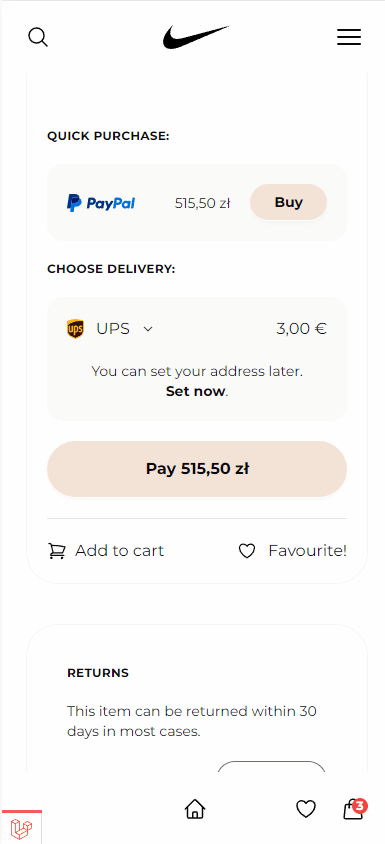 QUICK PURCHASE:
PayPal 515,50 zł Buy
CHOOSE DELIVERY:
ups UPS 3,00 €
You can set your address later.
Set now.
Pay 515,50 zł
Add to cart Favourite!
RETURNS
This item can be returned within 30
days in most cases.
3